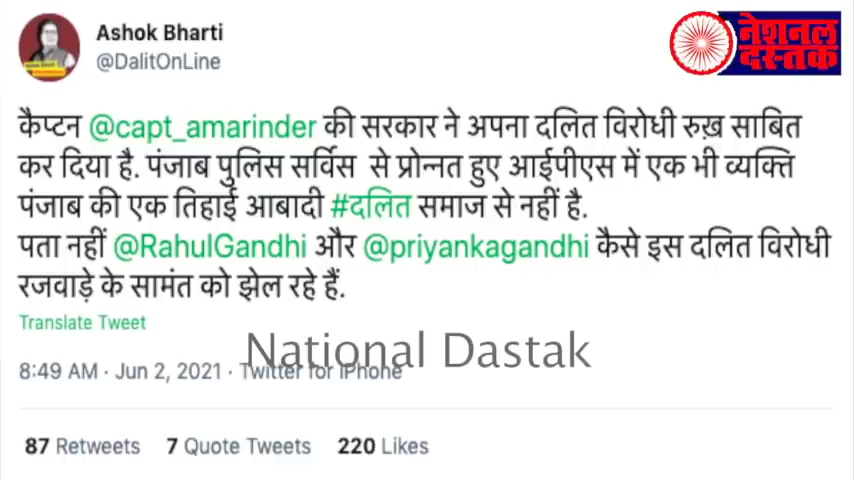 Ashok Bharti
@DalitOnLine
नेशनल
दस्तक
कैप्टन @capt_amarinder की सरकार ने अपना दलित विरोधी रुख़ साबित
कर दिया है. पंजाब पुलिस सर्विस से प्रोन्नत हुए आईपीएस में एक भी व्यक्ति
पंजाब की एक तिहाई आबादी #दलित समाज से नहीं है.
पता नहीं @RahulGandhi और @priyankagandhi कैसे इस दलित विरोधी
रजवाड़े के सामंत को झेल रहे हैं.
Translate Tweet
National Dastak
8:49 AM · Jun 2, 2021 · Twitter for iPhone
87 Retweets 7 Quote Tweets 220 Likes